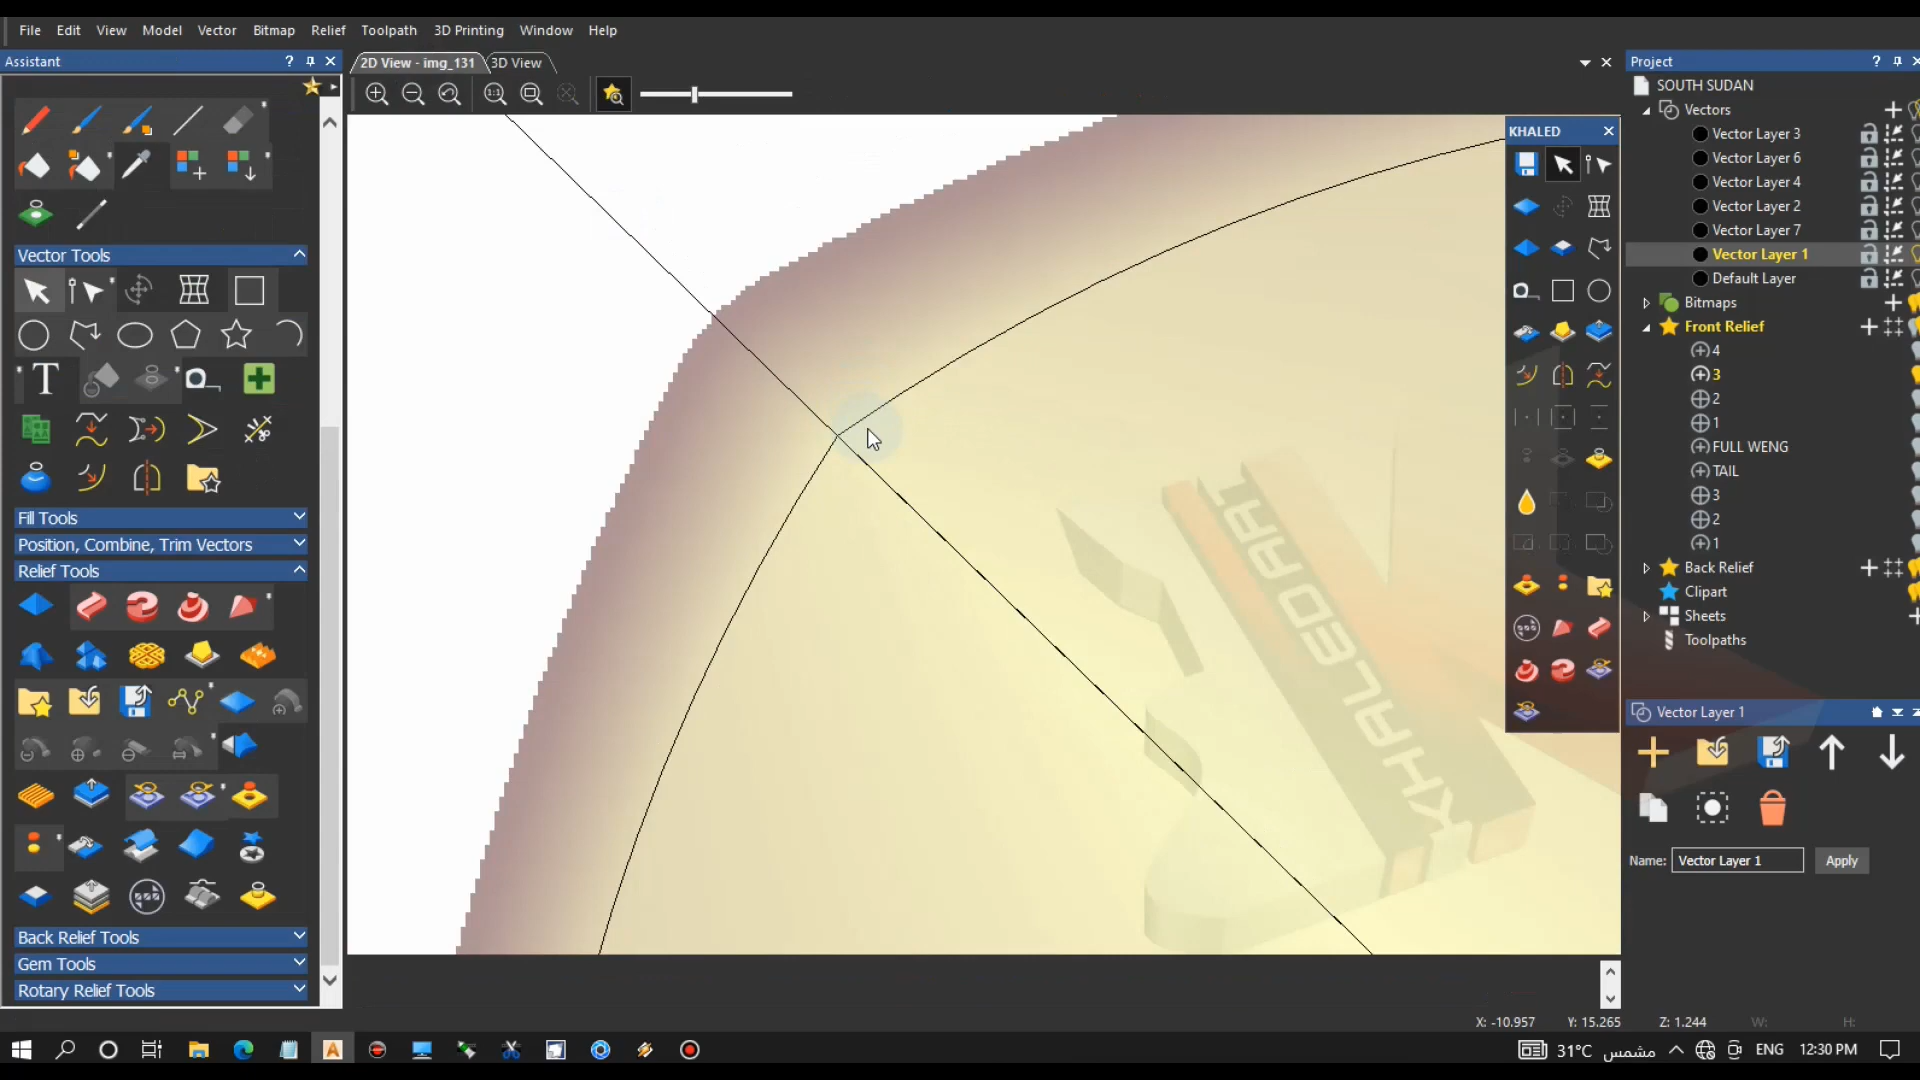 File Edit View Model Vector Bitmap Relief Toolpath 3D Printing Window Help
Assistant
2D View - img_131
3D View
Project
SOUTH SUDAN
Vectors
Vector Layer 3
Vector Layer 6
Vector Layer 4
Vector Layer 2
Vector Layer 7
Vector Layer 1
Default Layer
Bitmaps
Front Relief
4
3
2
1
FULL WENG
TAIL
3
2
1
Back Relief
Clipart
Sheets
Toolpaths
KHALED
Vector Tools
Fill Tools
Position, Combine, Trim Vectors
Relief Tools
Back Relief Tools
Gem Tools
Rotary Relief Tools
KHALEDART
Vector Layer 1
Name: Vector Layer 1 Apply
X: -10.957 Y: 15.265 Z: 1.244 W: H:
31°C مشمس ENG 12:30 PM